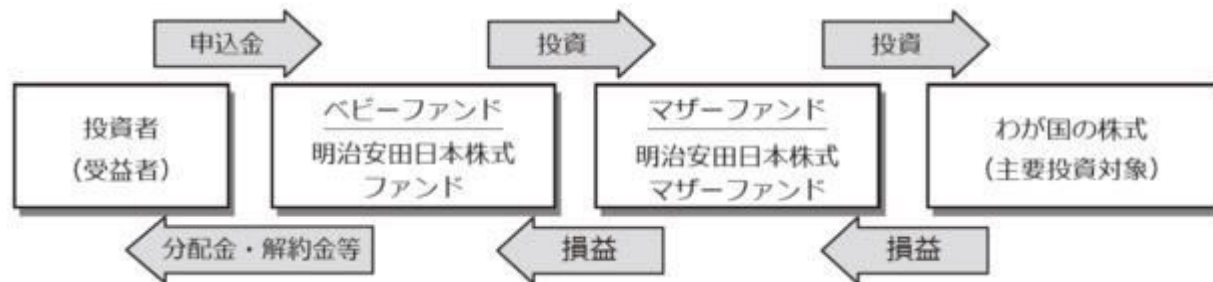 申込金
投資
投資
投資者
（受益者）
ベビーファンド
明治安田日本株式
ファンド
マザーファンド
明治安田日本株式
マザーファンド
わが国の株式
（主要投資対象）
分配金・解約金等
損益
損益